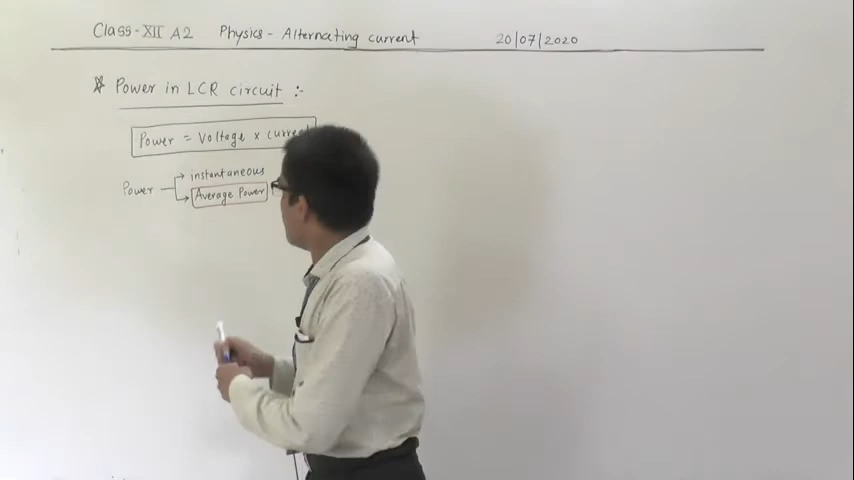 Class-XII A2 Physics - Alternating current 20/07/2020
Power in LCR circuit :-
Power = Voltage x
Power
instantaneous
Average Power